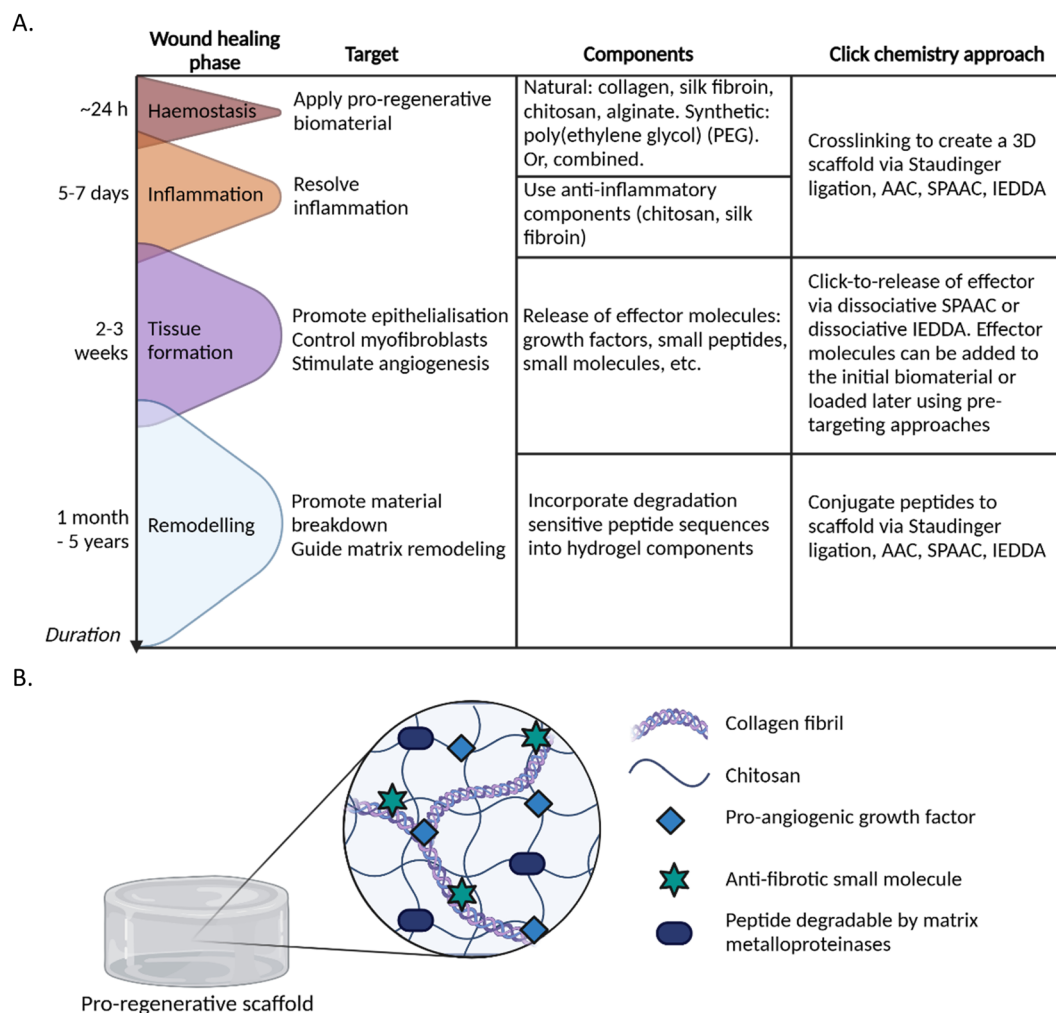 A.
Wound healing
phase
Target
Components
Click chemistry approach
~24 h
Haemostasis
Apply pro-regenerative
biomaterial
Natural: collagen, silk fibroin,
chitosan, alginate. Synthetic:
poly(ethylene glycol) (PEG).
Or, combined.
Crosslinking to create a 3D
scaffold via Staudinger
ligation, AAC, SPAAC, IEDDA
5-7 days
Inflammation
Resolve
inflammation
Use anti-inflammatory
components (chitosan, silk
fibroin)
2-3
weeks
Tissue
formation
Promote epithelialisation
Control myofibroblasts
Stimulate angiogenesis
Release of effector molecules:
growth factors, small peptides,
small molecules, etc.
Click-to-release of effector
via dissociative SPAAC or
dissociative IEDDA. Effector
molecules can be added to
the initial biomaterial or
loaded later using pre-
targeting approaches
1 month
- 5 years
Remodelling
Promote material
breakdown
Guide matrix remodeling
Incorporate degradation
sensitive peptide sequences
into hydrogel components
Conjugate peptides to
scaffold via Staudinger
ligation, AAC, SPAAC, IEDDA
Duration
B.
Collagen fibril
Chitosan
Pro-angiogenic growth factor
Anti-fibrotic small molecule
Peptide degradable by matrix
metalloproteinases
Pro-regenerative scaffold